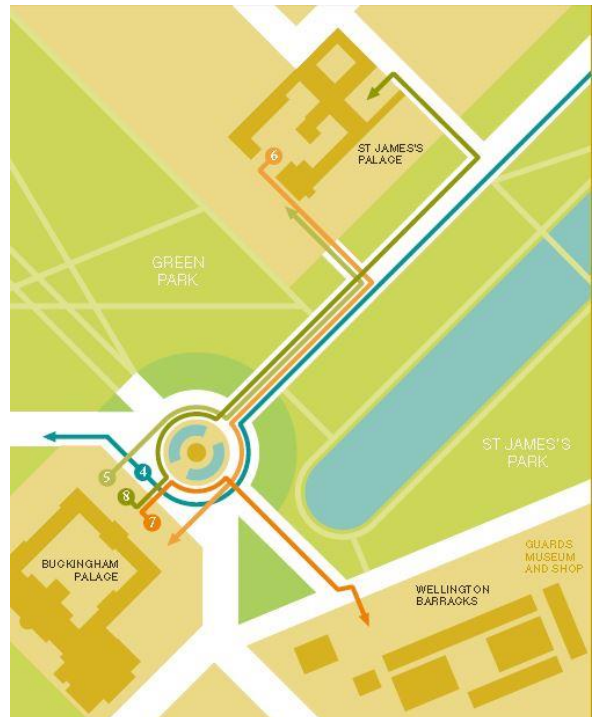 6
ST JAMES'S
PALACE
GREEN
PARK
ST JAMES'S
PARK
5
4
8
7
BUCKINGHAM
PALACE
GUARDS
MUSEUM
AND SHOP
WELLINGTON
BARRACKS